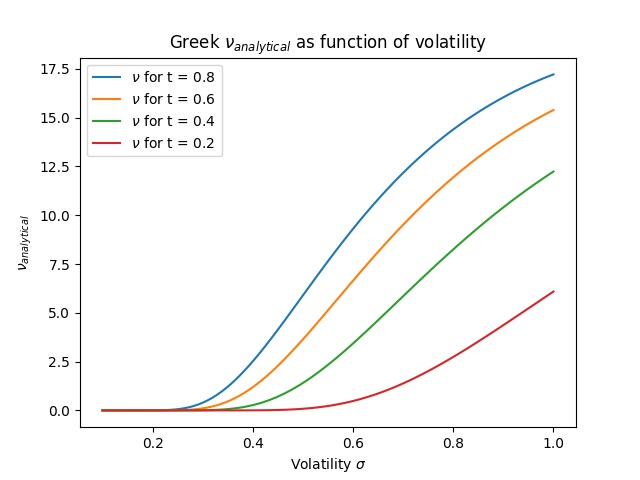 Greek ν_analytical as function of volatility
ν for t = 0.8
ν for t = 0.6
ν for t = 0.4
ν for t = 0.2
17.5
15.0
12.5
10.0
7.5
5.0
2.5
0.0
ν_analytical
0.2 0.4 0.6 0.8 1.0
Volatility σ